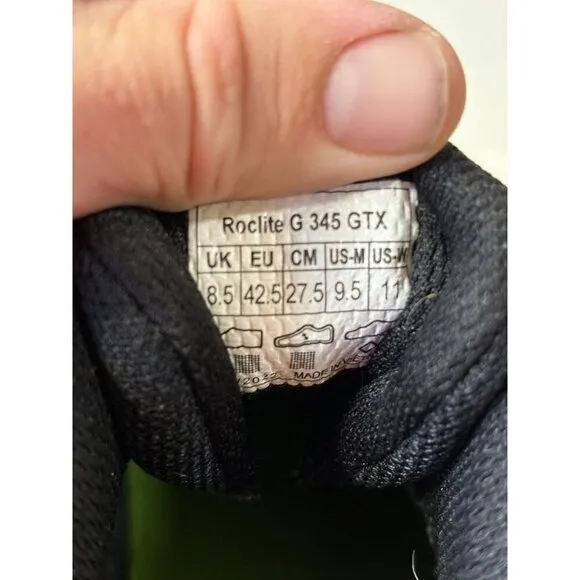 Roclite G 345 GTX
UK EU CM US-M US-W
8.5 42.5 27.5 9.5 11
MADE IN